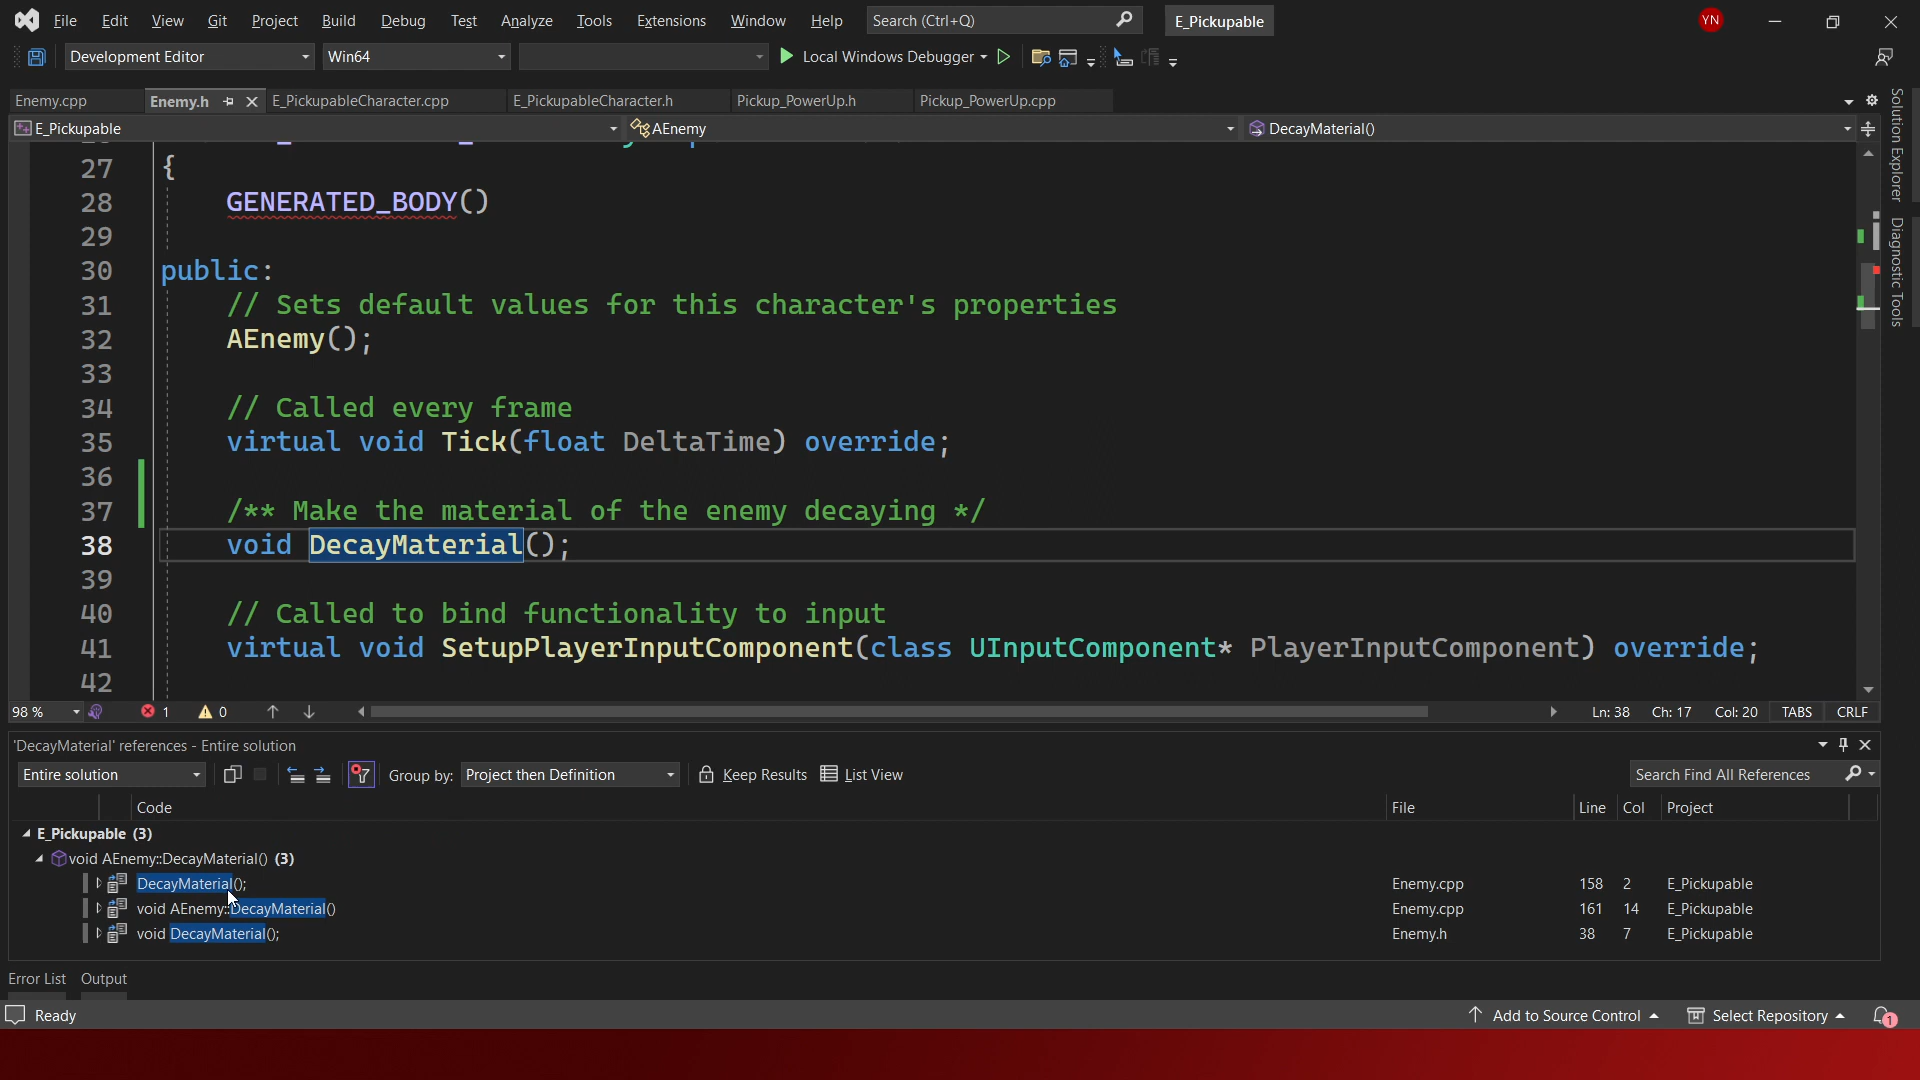 File Edit View Git Project Build Debug Test Analyze Tools Extensions Window Help Search (Ctrl+Q) E_Pickupable YN
Development Editor Win64 Local Windows Debugger
Enemy.cpp Enemy.h E_PickupableCharacter.cpp E_PickupableCharacter.h Pickup_PowerUp.h Pickup_PowerUp.cpp
E_Pickupable AEnemy DecayMaterial()
27 {
28 GENERATED_BODY()
29
30 public:
31 // Sets default values for this character's properties
32 AEnemy();
33
34 // Called every frame
35 virtual void Tick(float DeltaTime) override;
36
37 /** Make the material of the enemy decaying */
38 void DecayMaterial();
39
40 // Called to bind functionality to input
41 virtual void SetupPlayerInputComponent(class UInputComponent* PlayerInputComponent) override;
42
98 % 1 0 Ln: 38 Ch: 17 Col: 20 TABS CRLF
'DecayMaterial' references - Entire solution
Entire solution Group by: Project then Definition Keep Results List View Search Find All References
Code File Line Col Project
E_Pickupable (3)
void AEnemy::DecayMaterial() (3)
DecayMaterial(); Enemy.cpp 158 2 E_Pickupable
void AEnemy::DecayMaterial() Enemy.cpp 161 14 E_Pickupable
void DecayMaterial(); Enemy.h 38 7 E_Pickupable
Error List Output
Ready Add to Source Control Select Repository 1
Solution Explorer
Diagnostic Tools